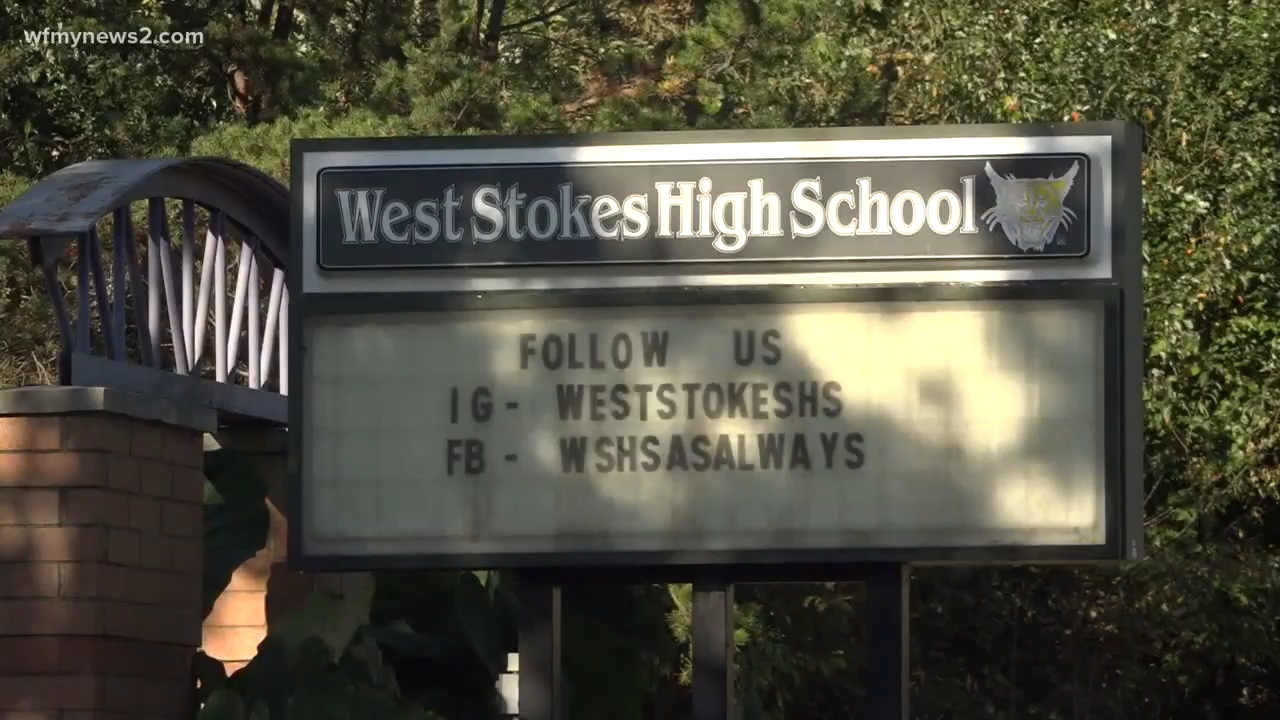 wfmynews2.com
West Stokes High School
FOLLOW US
IG - WESTSTOKESHS
FB - WSHSASALWAYS